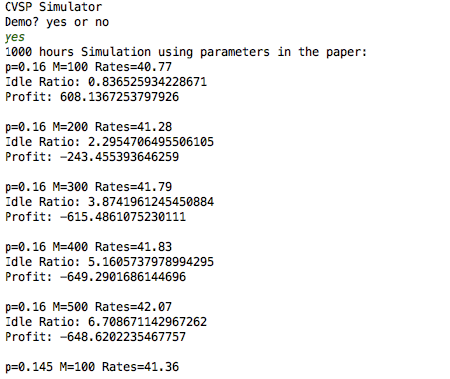 CVSP Simulator
Demo? yes or no
yes
1000 hours Simulation using parameters in the paper:
p=0.16 M=100 Rates=40.77
Idle Ratio: 0.836525934228671
Profit: 608.1367253797926
p=0.16 M=200 Rates=41.28
Idle Ratio: 2.2954706495506105
Profit: −243.455393646259
p=0.16 M=300 Rates=41.79
Idle Ratio: 3.8741961245450884
Profit: −615.4861075230111
p=0.16 M=400 Rates=41.83
Idle Ratio: 5.1605737978994295
Profit: −649.2901686144696
p=0.16 M=500 Rates=42.07
Idle Ratio: 6.708671142967262
Profit: −648.6202235467757
p=0.145 M=100 Rates=41.36